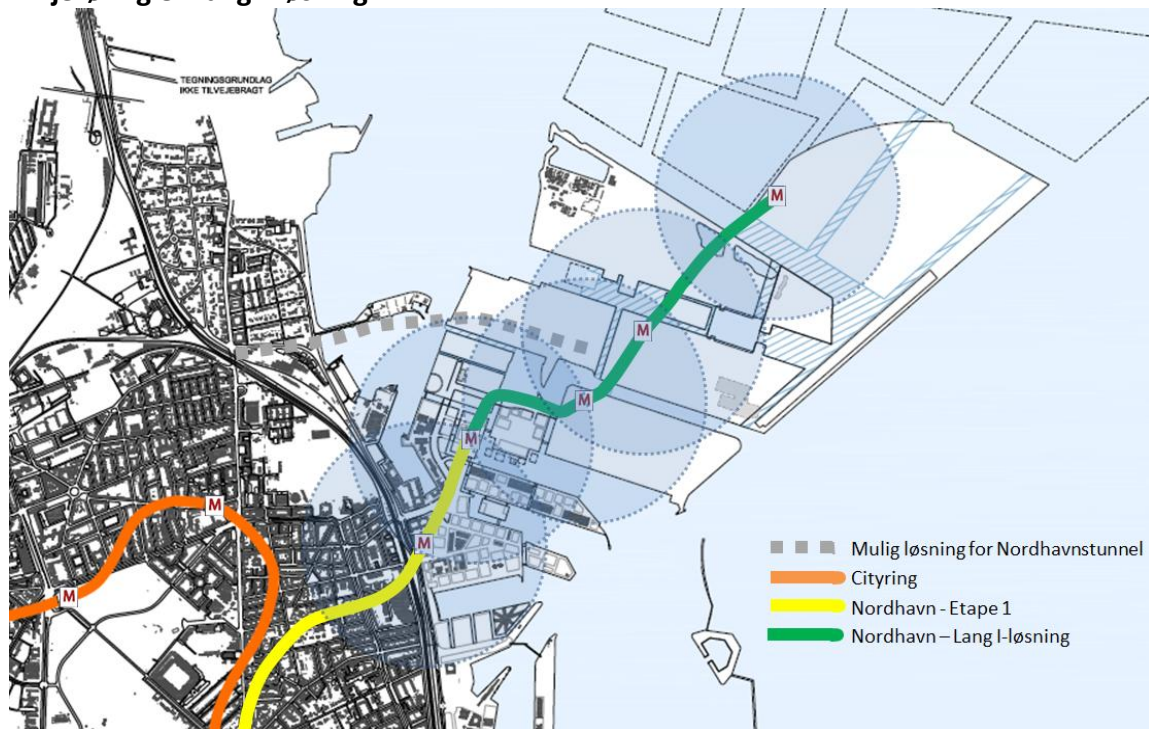 TEGNINGSGRUNDLAG
IKKE TILVEJEBRAGT
M
M
M
M
M
M
M
Mulig løsning for Nordhavnstunnel
Cityring
Nordhavn - Etape 1
Nordhavn – Lang I-løsning